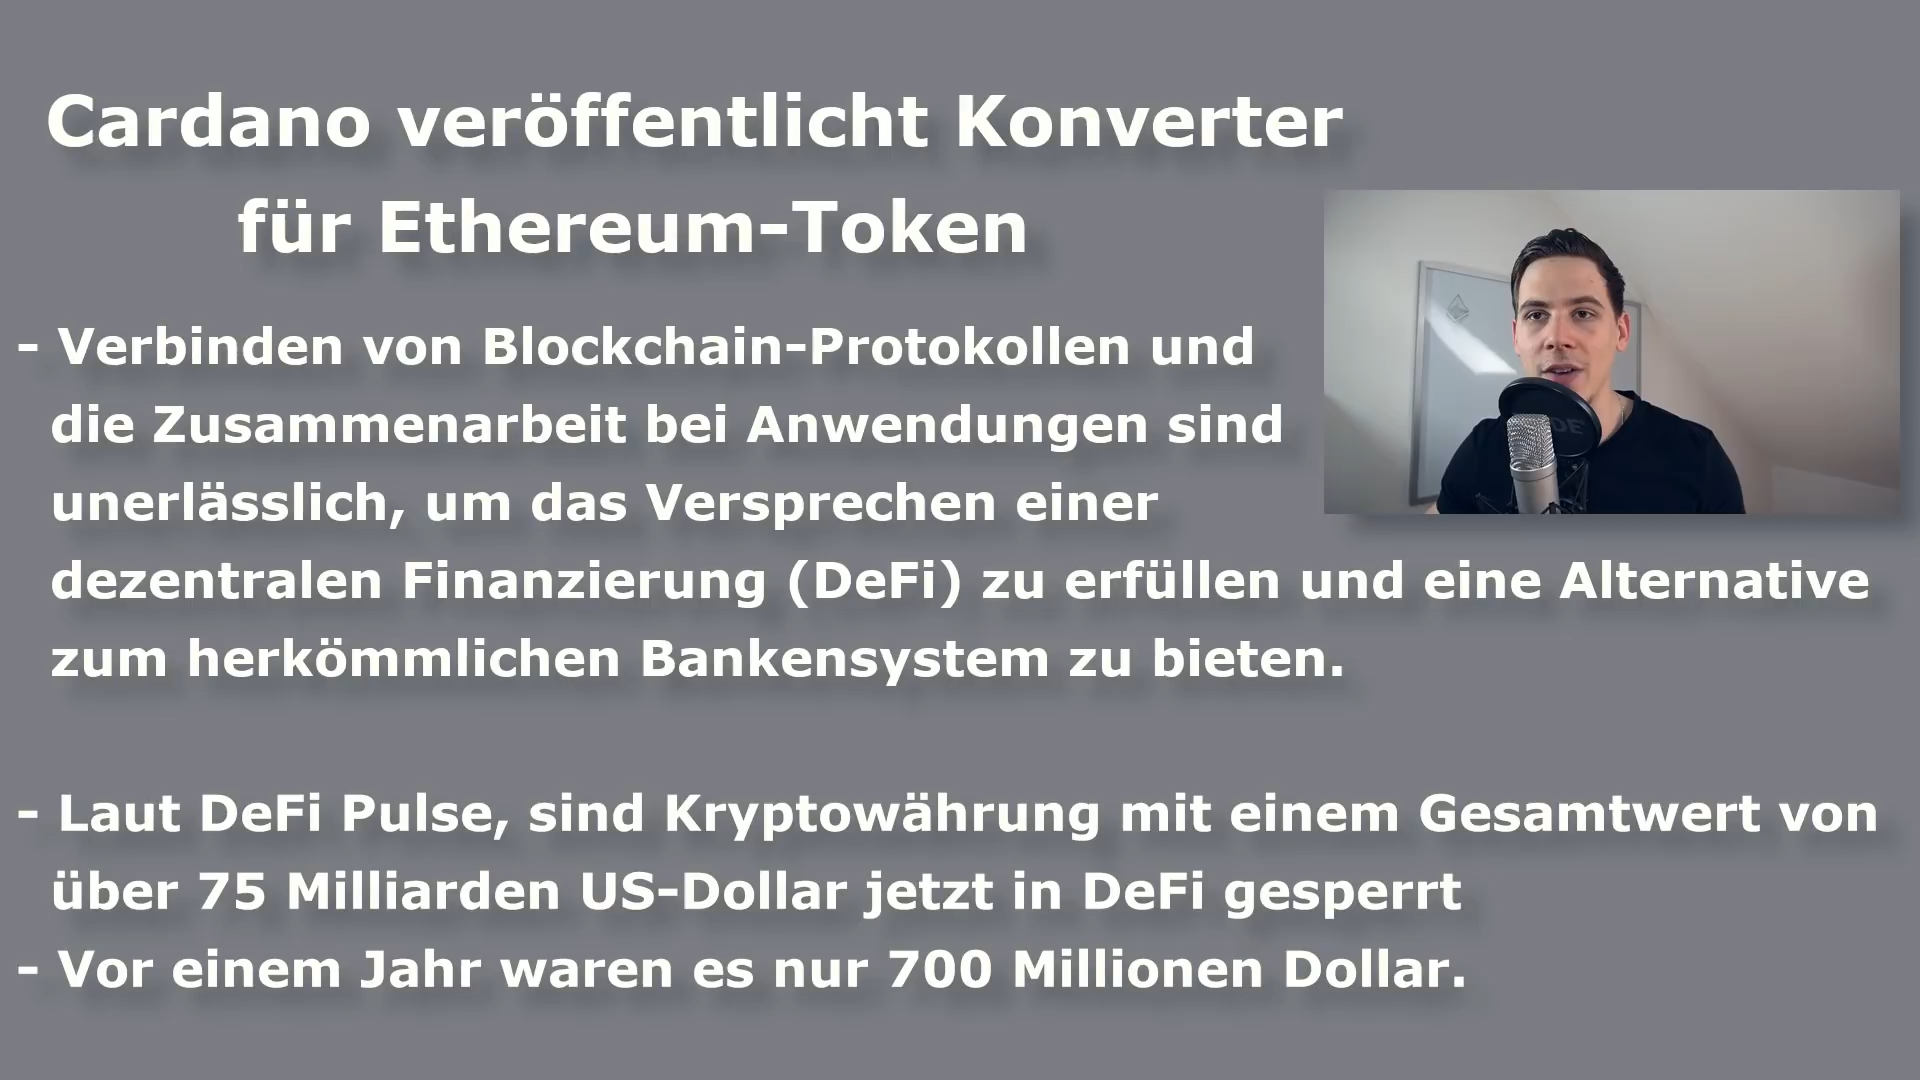 Cardano veröffentlicht Konverter
für Ethereum-Token
- Verbinden von Blockchain-Protokollen und
die Zusammenarbeit bei Anwendungen sind
unerlässlich, um das Versprechen einer
dezentralen Finanzierung (DeFi) zu erfüllen und eine Alternative
zum herkömmlichen Bankensystem zu bieten.
- Laut DeFi Pulse, sind Kryptowährung mit einem Gesamtwert von
über 75 Milliarden US-Dollar jetzt in DeFi gesperrt
- Vor einem Jahr waren es nur 700 Millionen Dollar.